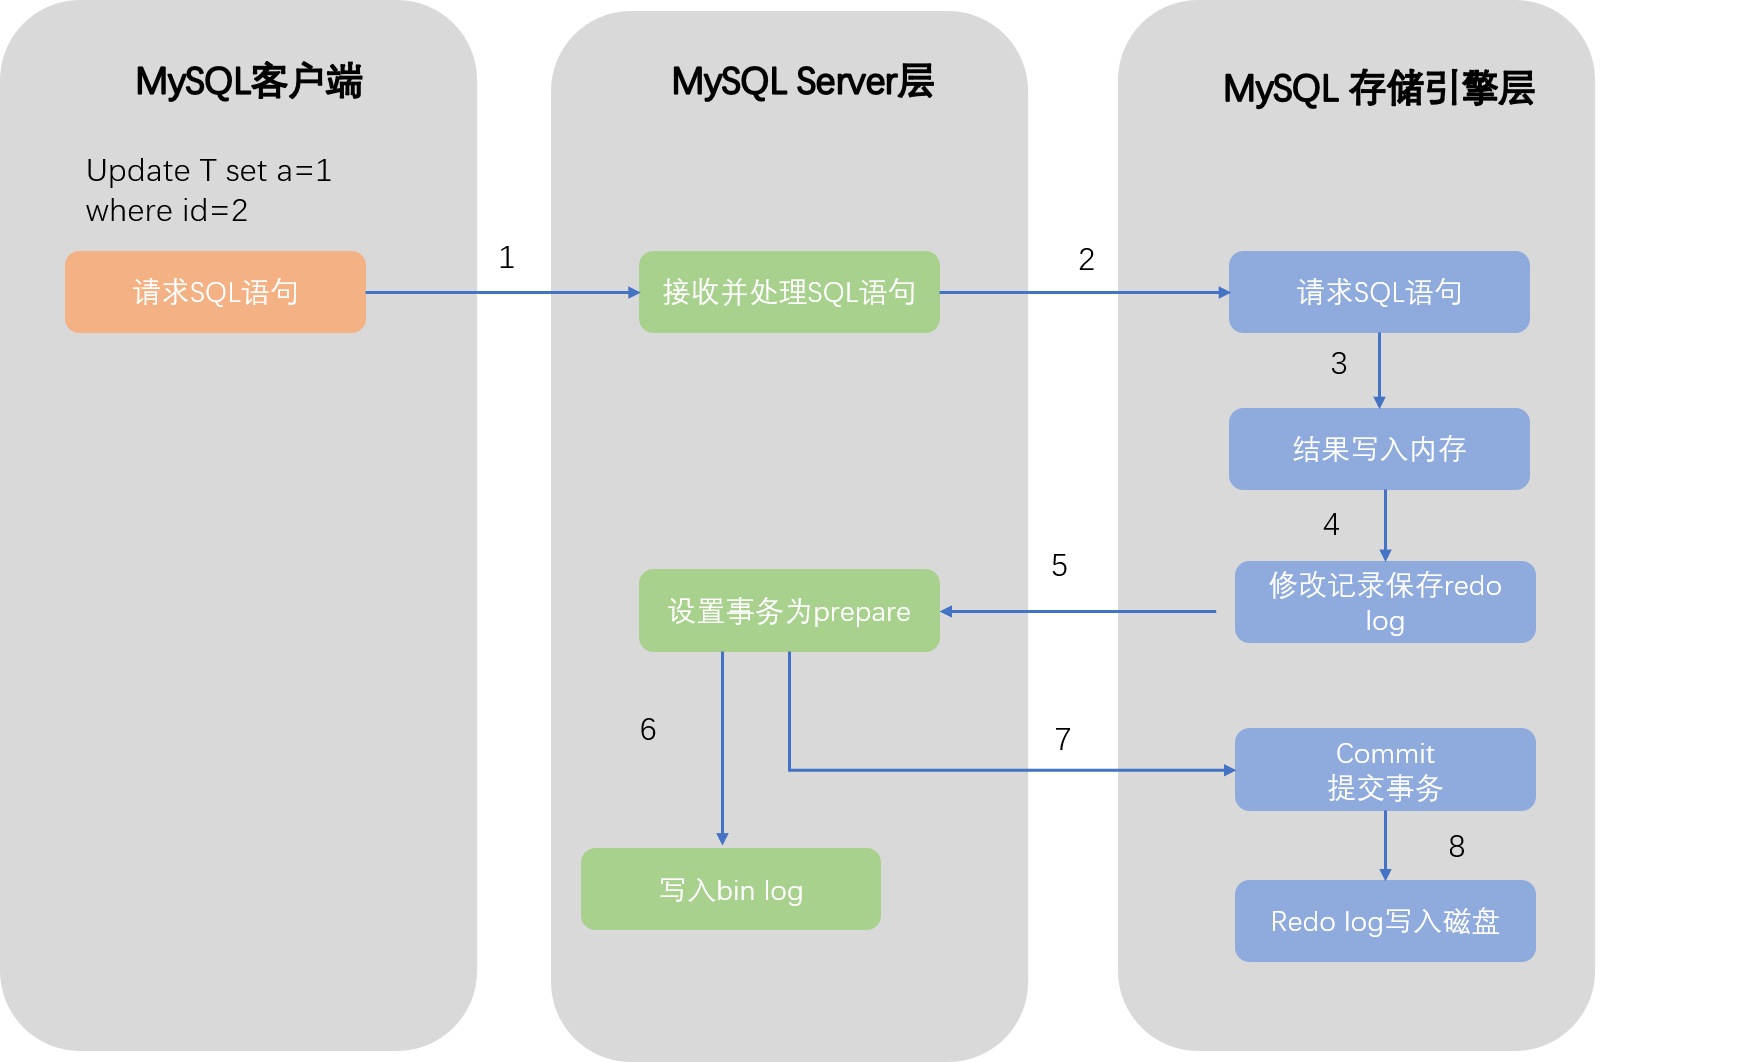 MySQL客户端
MySQL Server层
MySQL 存储引擎层
Update T set a=1
where id=2
请求SQL语句
1
接收并处理SQL语句
2
请求SQL语句
3
结果写入内存
4
修改记录保存redo
log
5
设置事务为prepare
6
7
Commit
提交事务
8
写入bin log
Redo log写入磁盘